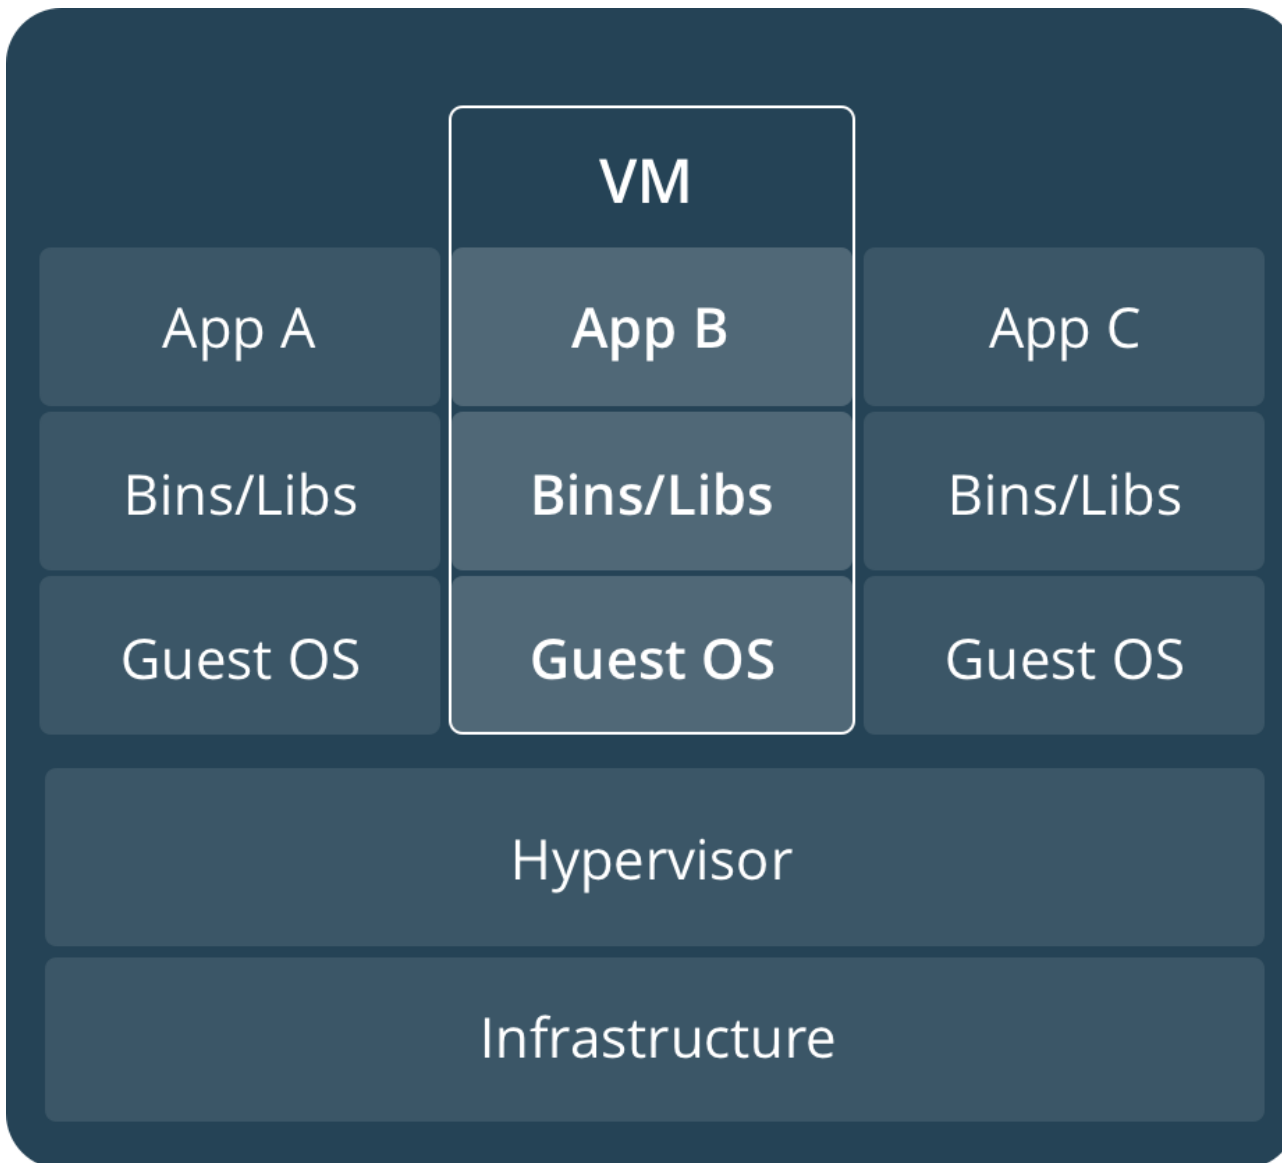 VM
App A
App B
App C
Bins/Libs
Bins/Libs
Bins/Libs
Guest OS
Guest OS
Guest OS
Hypervisor
Infrastructure